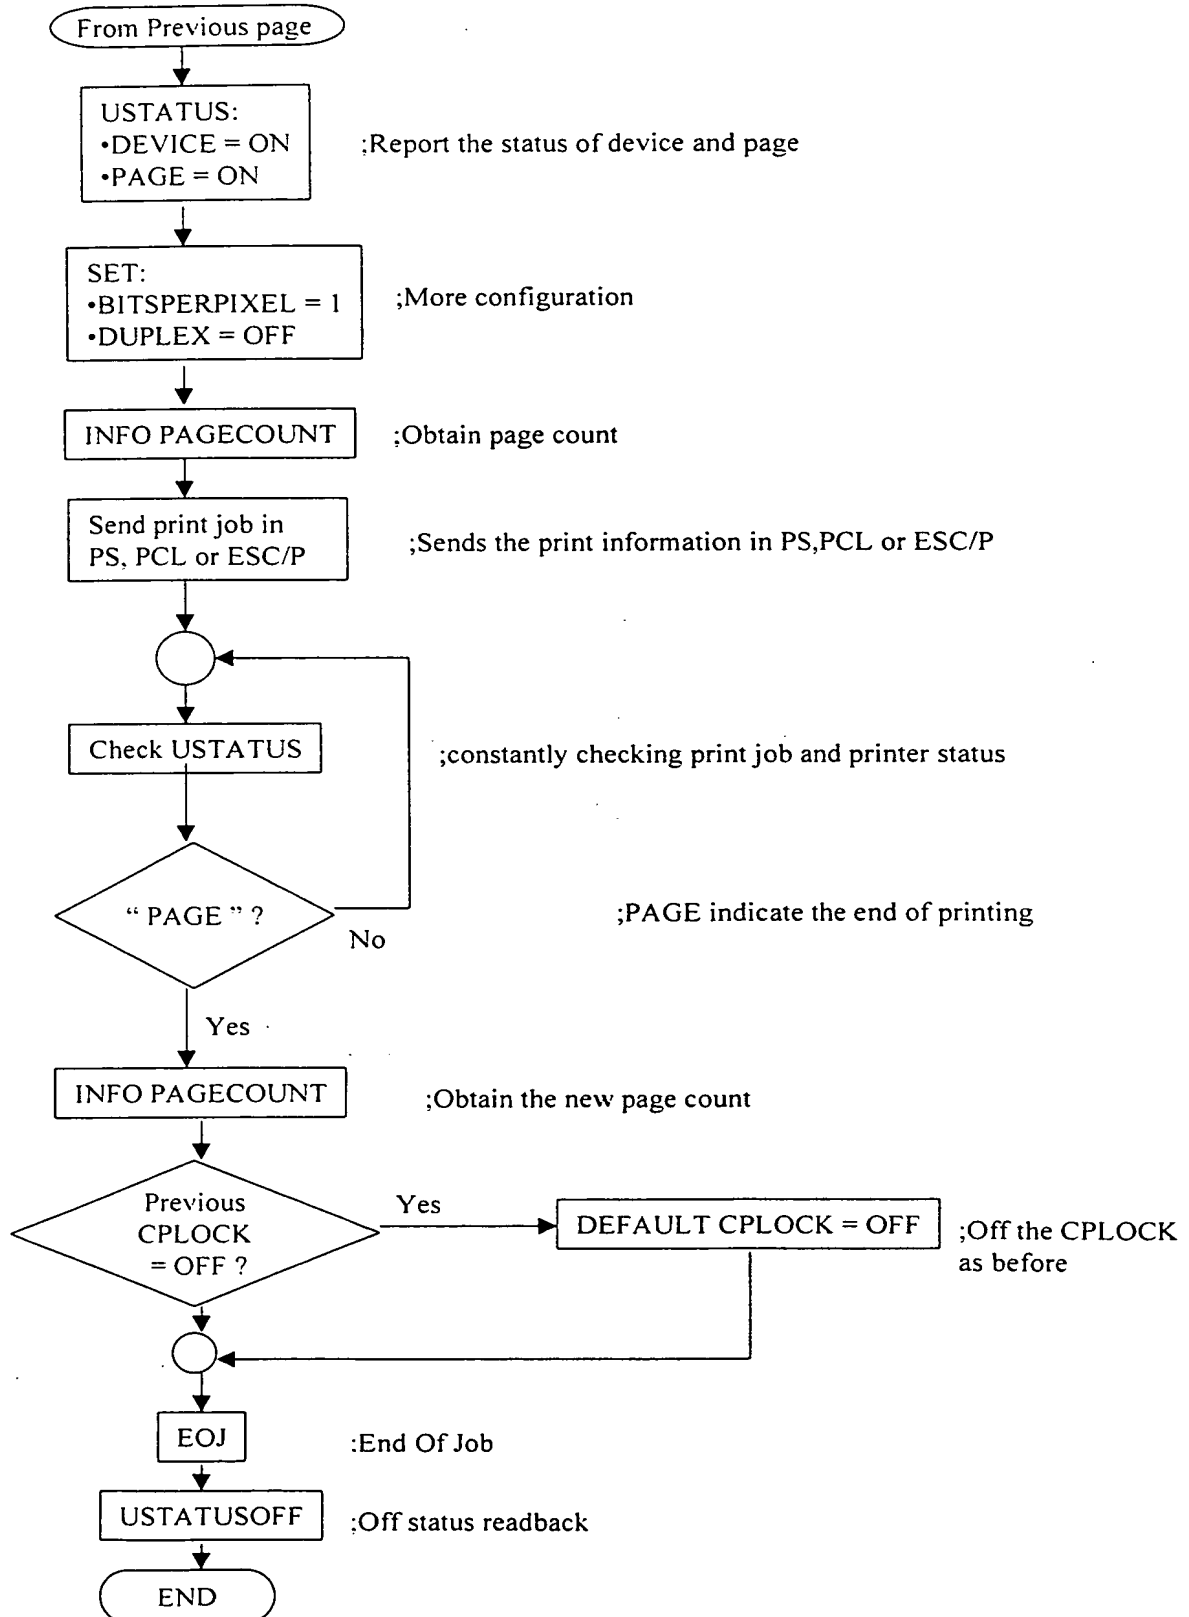 From Previous page
USTATUS:
•DEVICE = ON
•PAGE = ON
;Report the status of device and page
SET:
•BITSPERPIXEL = 1
•DUPLEX = OFF
;More configuration
INFO PAGECOUNT
;Obtain page count
Send print job in
PS, PCL or ESC/P
;Sends the print information in PS,PCL or ESC/P
Check USTATUS
;constantly checking print job and printer status
“ PAGE ” ?
No
;PAGE indicate the end of printing
Yes
INFO PAGECOUNT
;Obtain the new page count
Previous
CPLOCK
= OFF ?
Yes
DEFAULT CPLOCK = OFF
;Off the CPLOCK
as before
EOJ
;End Of Job
USTATUSOFF
;Off status readback
END